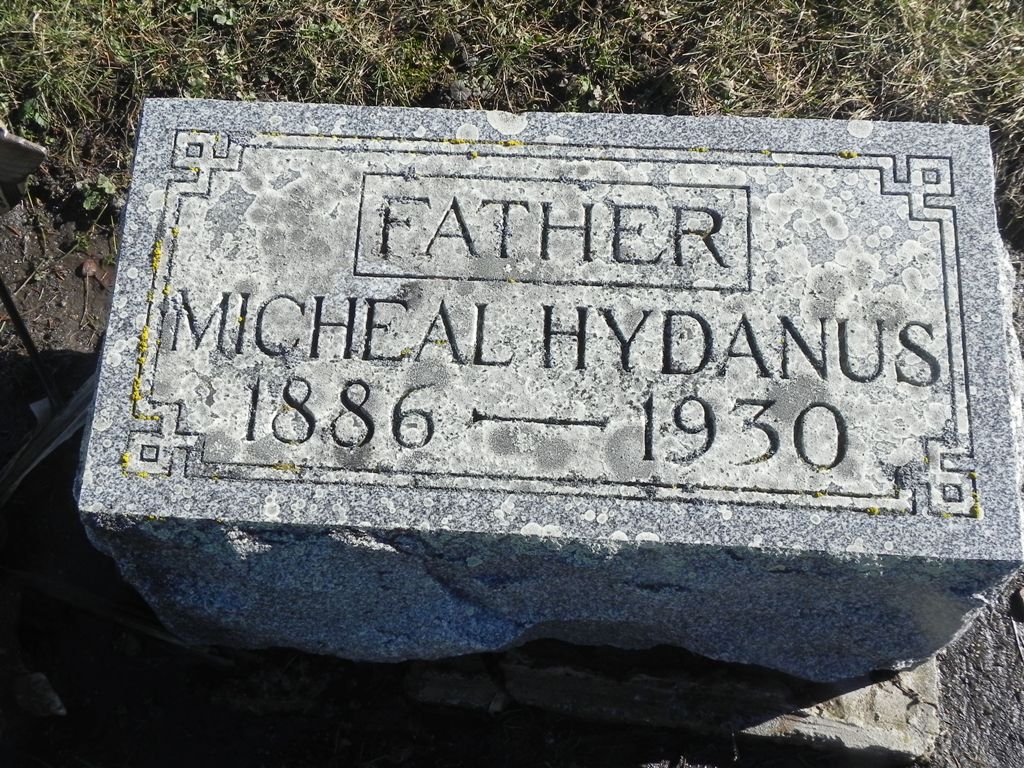 FATHER
MICHEAL HYDANUS
1886 — 1930